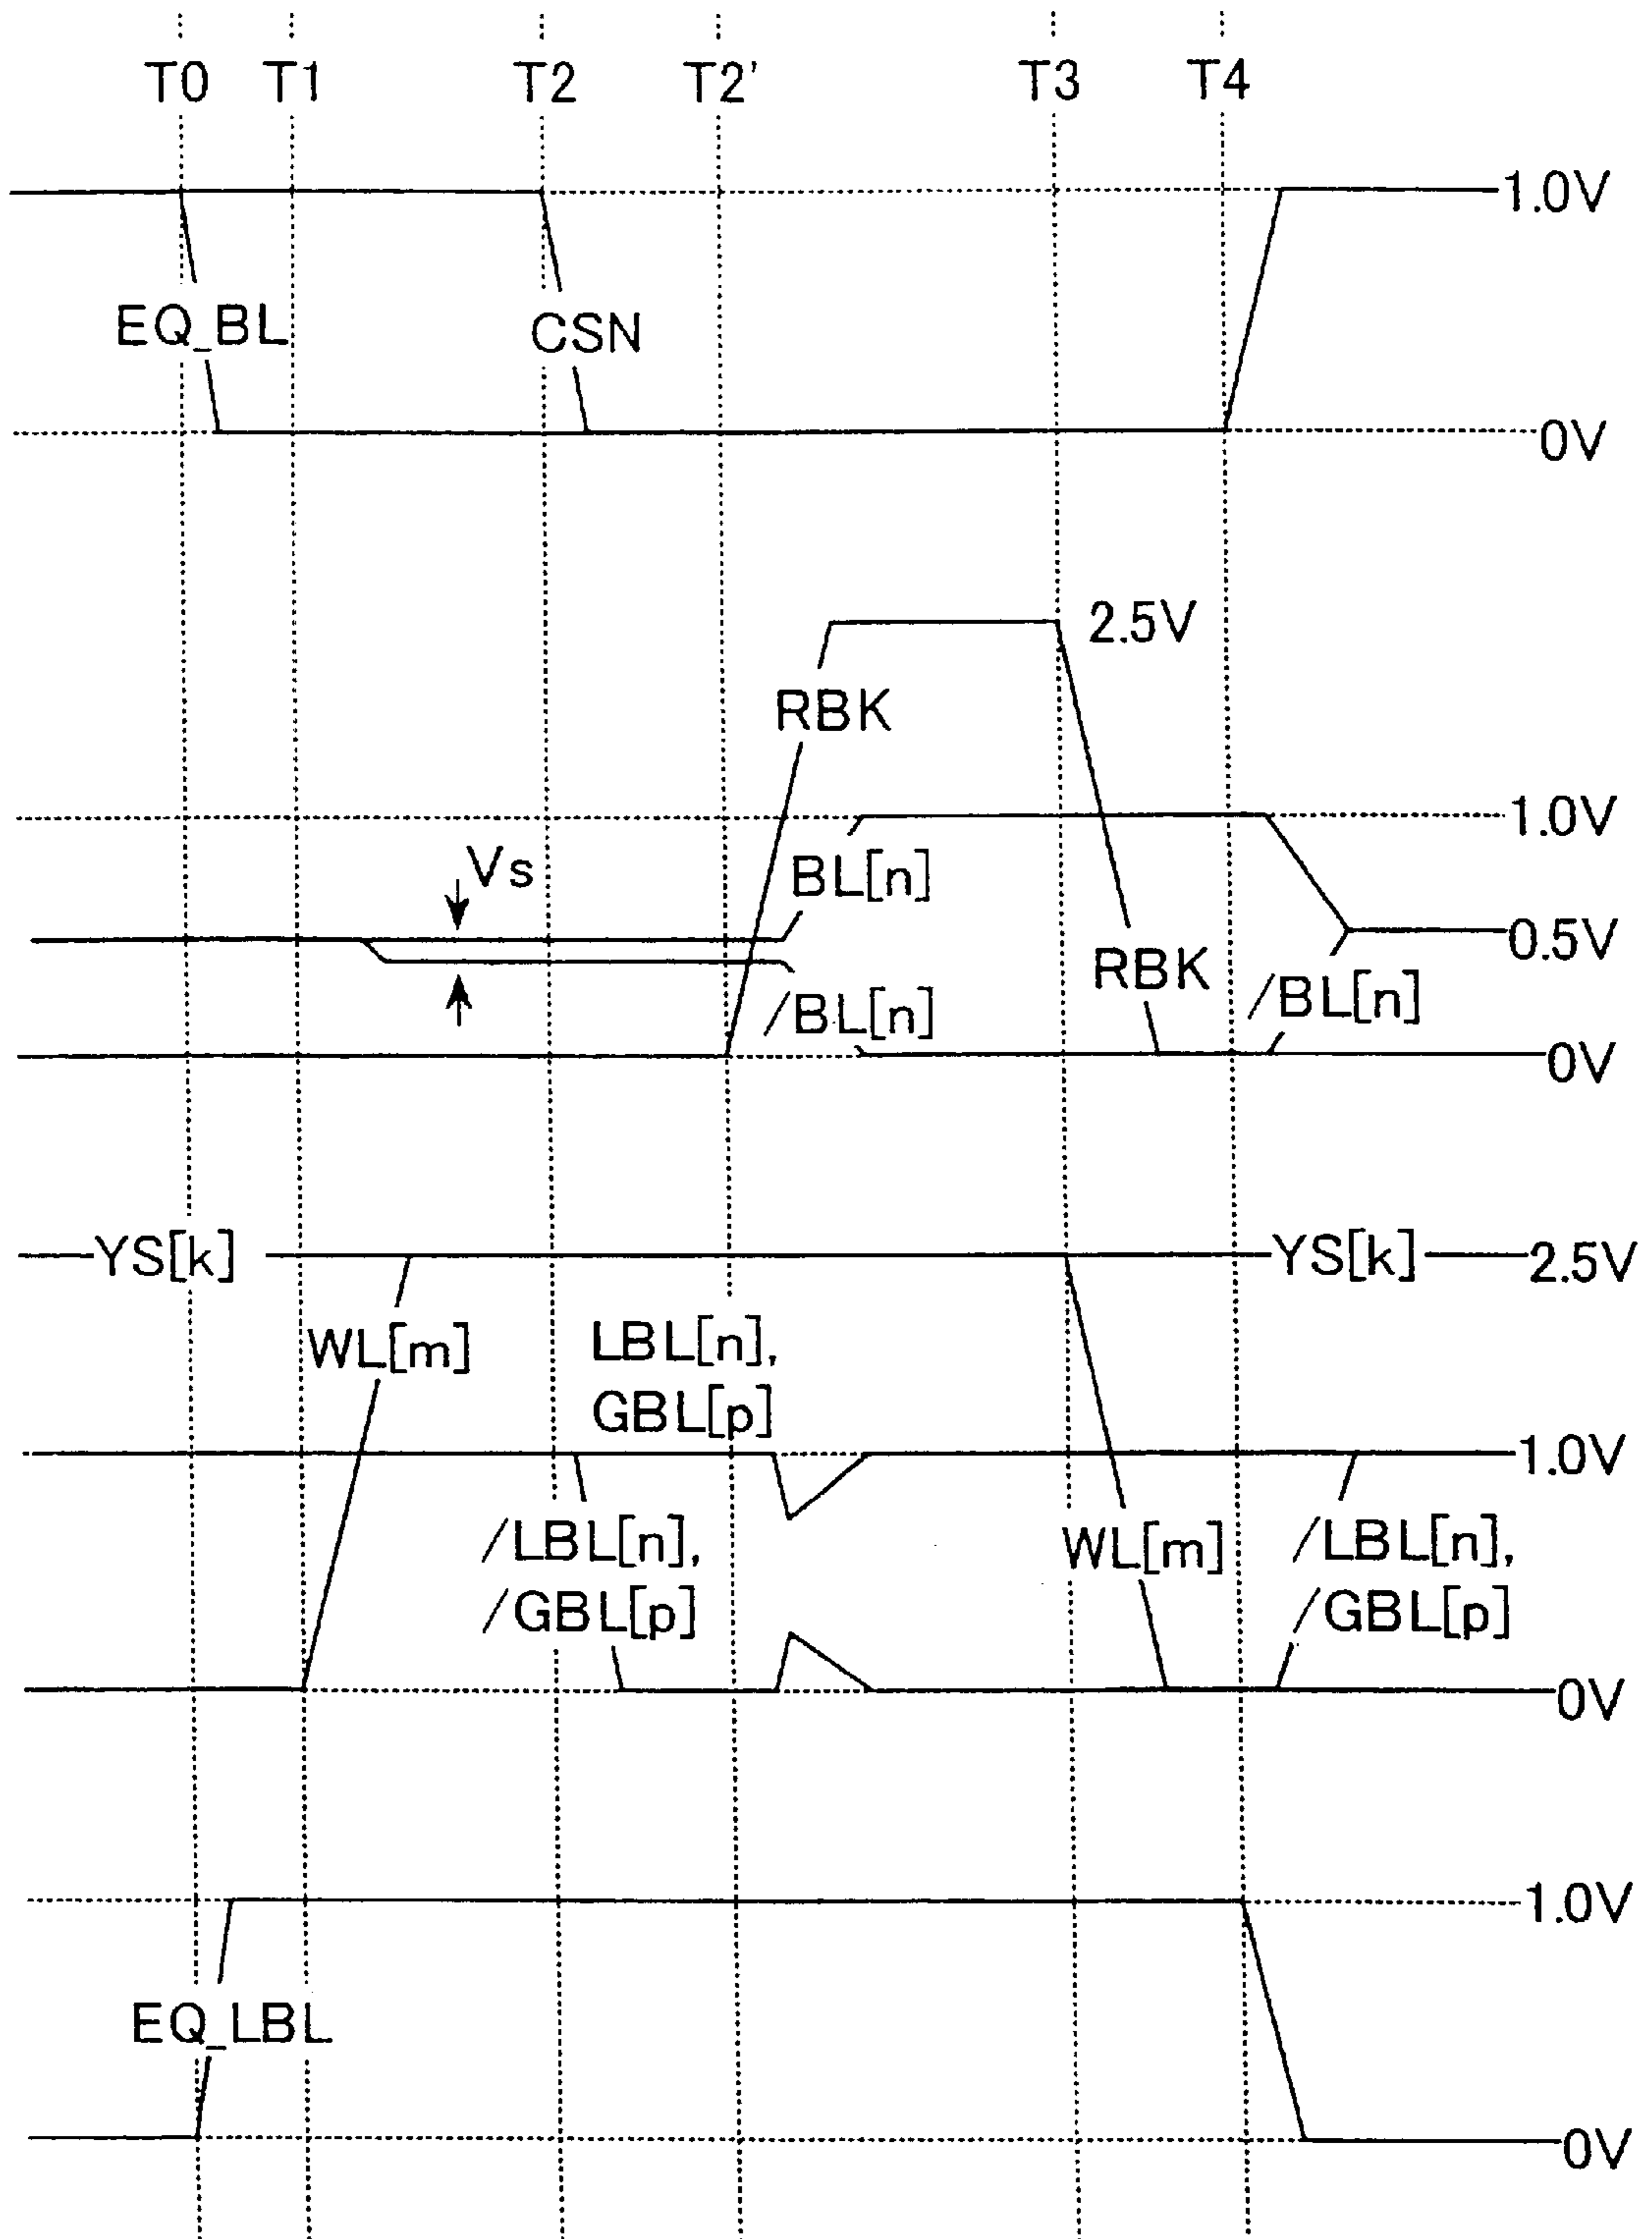 T0 T1 T2 T2' T3 T4
1.0V
EQ_BL CSN
0V
2.5V
RBK
1.0V
Vs BL[n]
0.5V
RBK
/BL[n] /BL[n]
0V
YS[k] YS[k] 2.5V
WL[m] LBL[n],
GBL[p]
1.0V
/LBL[n], WL[m] /LBL[n],
/GBL[p] /GBL[p]
0V
1.0V
EQ_LBL
0V